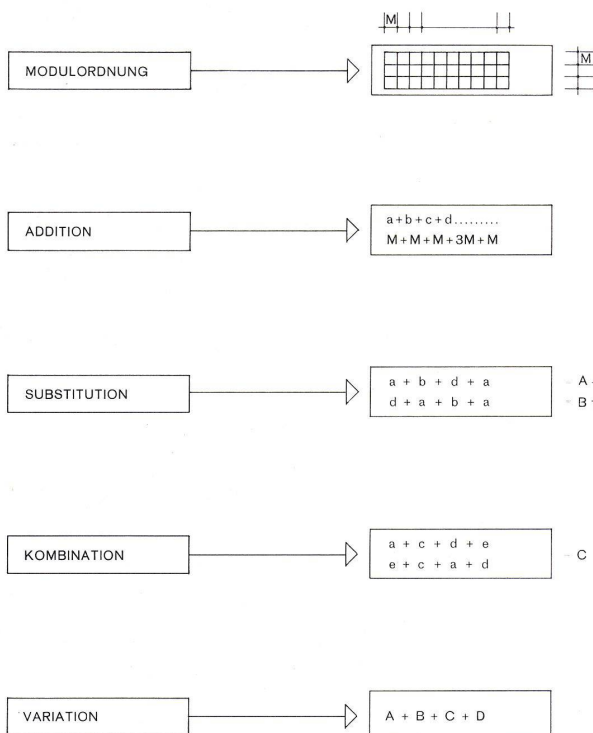 M
MODULORDNUNG
M
ADDITION
a+b+c+d.........
M+M+M+3M+M
SUBSTITUTION
a + b + d + a
d + a + b + a
A
B
KOMBINATION
a + c + d + e
e + c + a + d
C
VARIATION
A + B + C + D